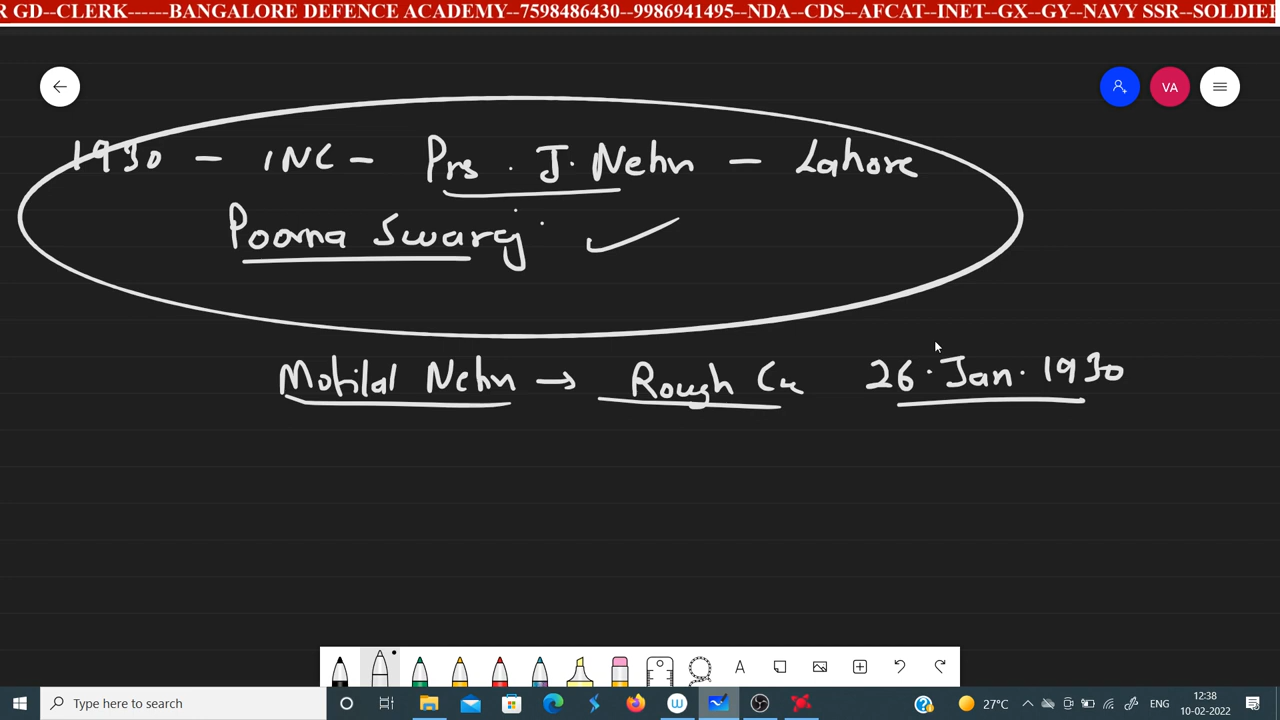 R GD--CLERK------BANGALORE DEFENCE ACADEMY--7598486430--9986941495--NDA--CDS--AFCAT--INET--GX--GY--NAVY SSR--SOLDIER
VA
1930 - INC - Prs. J. Nehru - Lahore
Poorna Swaraj
Motilal Nehru → Rough 26. Jan. 1930
A
Type here to search
27°C
ENG
12:38
10-02-2022